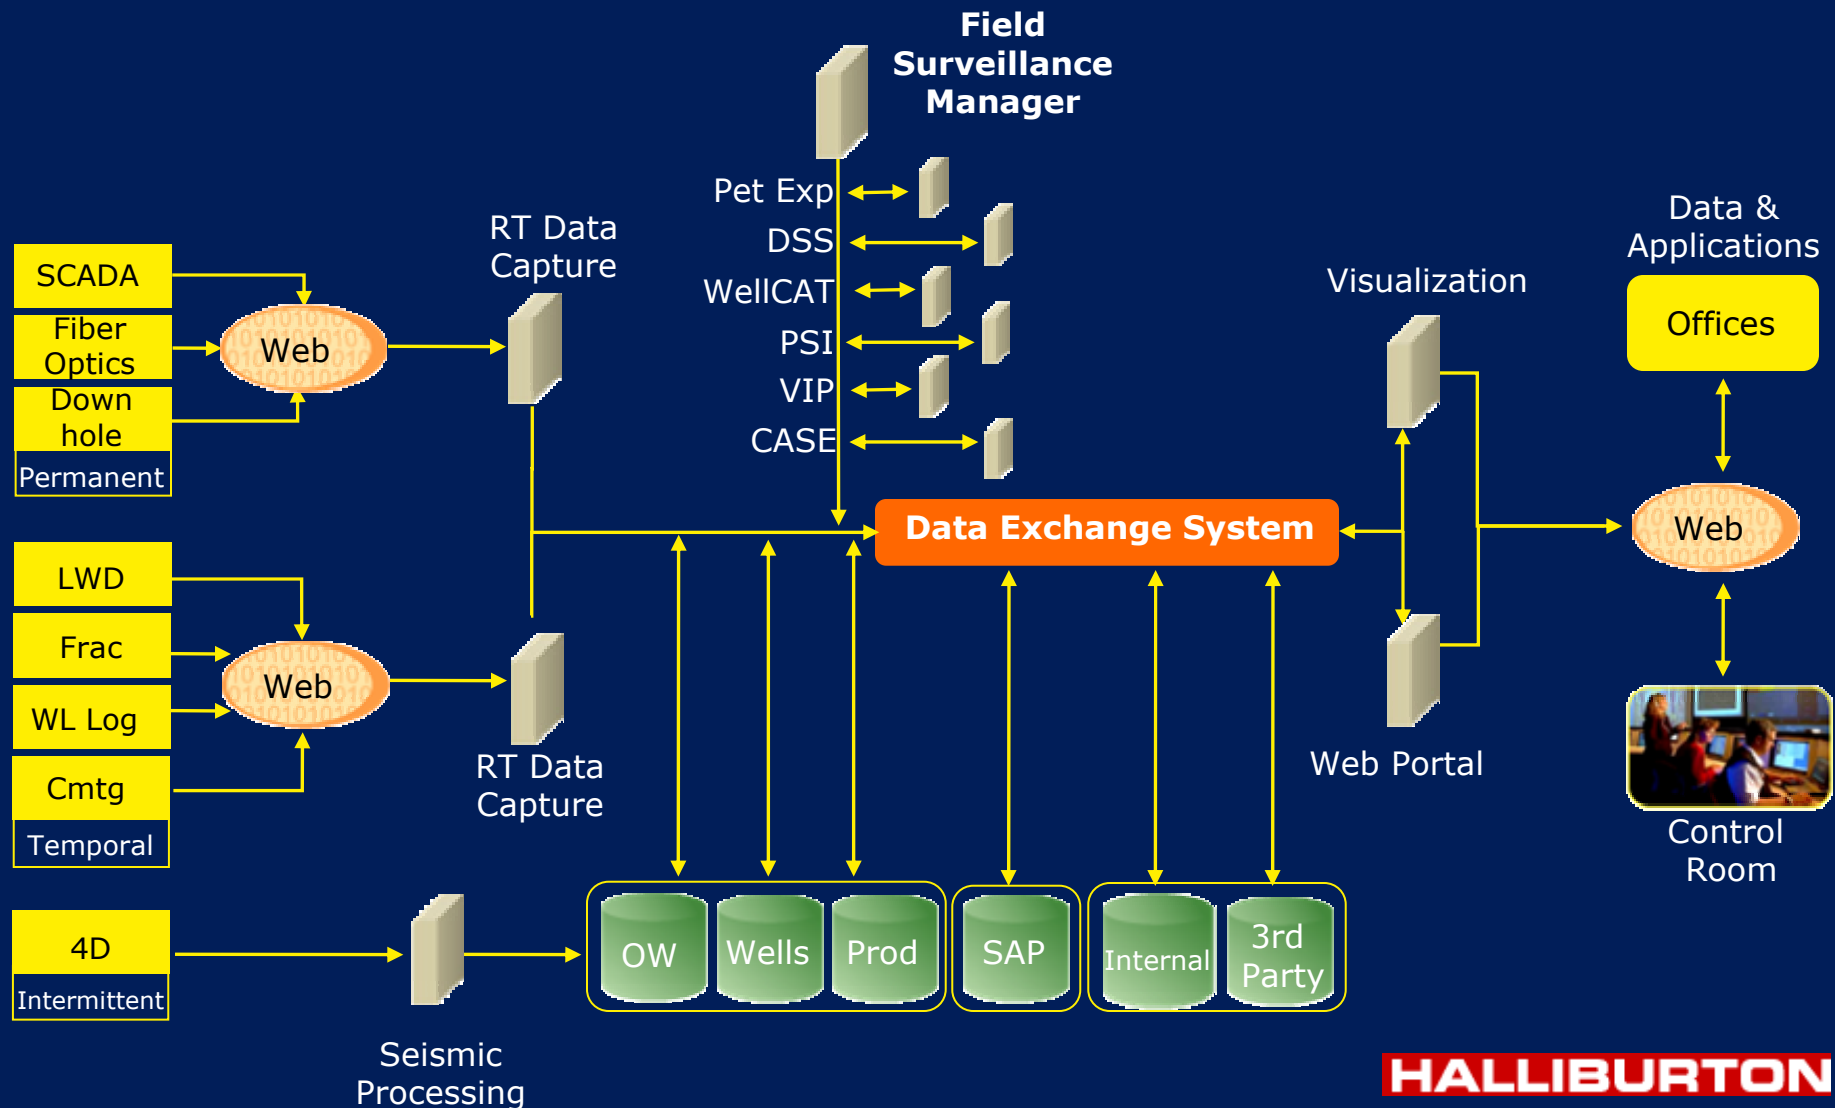 Field
Surveillance
Manager
Pet Exp
DSS
WellCAT
PSI
VIP
CASE
RT Data
Capture
SCADA
Fiber
Optics
Down
hole
Permanent
Web
LWD
Frac
WL Log
Cmtg
Temporal
Web
RT Data
Capture
4D
Intermittent
Seismic
Processing
Data Exchange System
OW
Wells
Prod
SAP
Internal
3rd
Party
Visualization
Web Portal
Data &
Applications
Offices
Web
Control
Room
HALLIBURTON